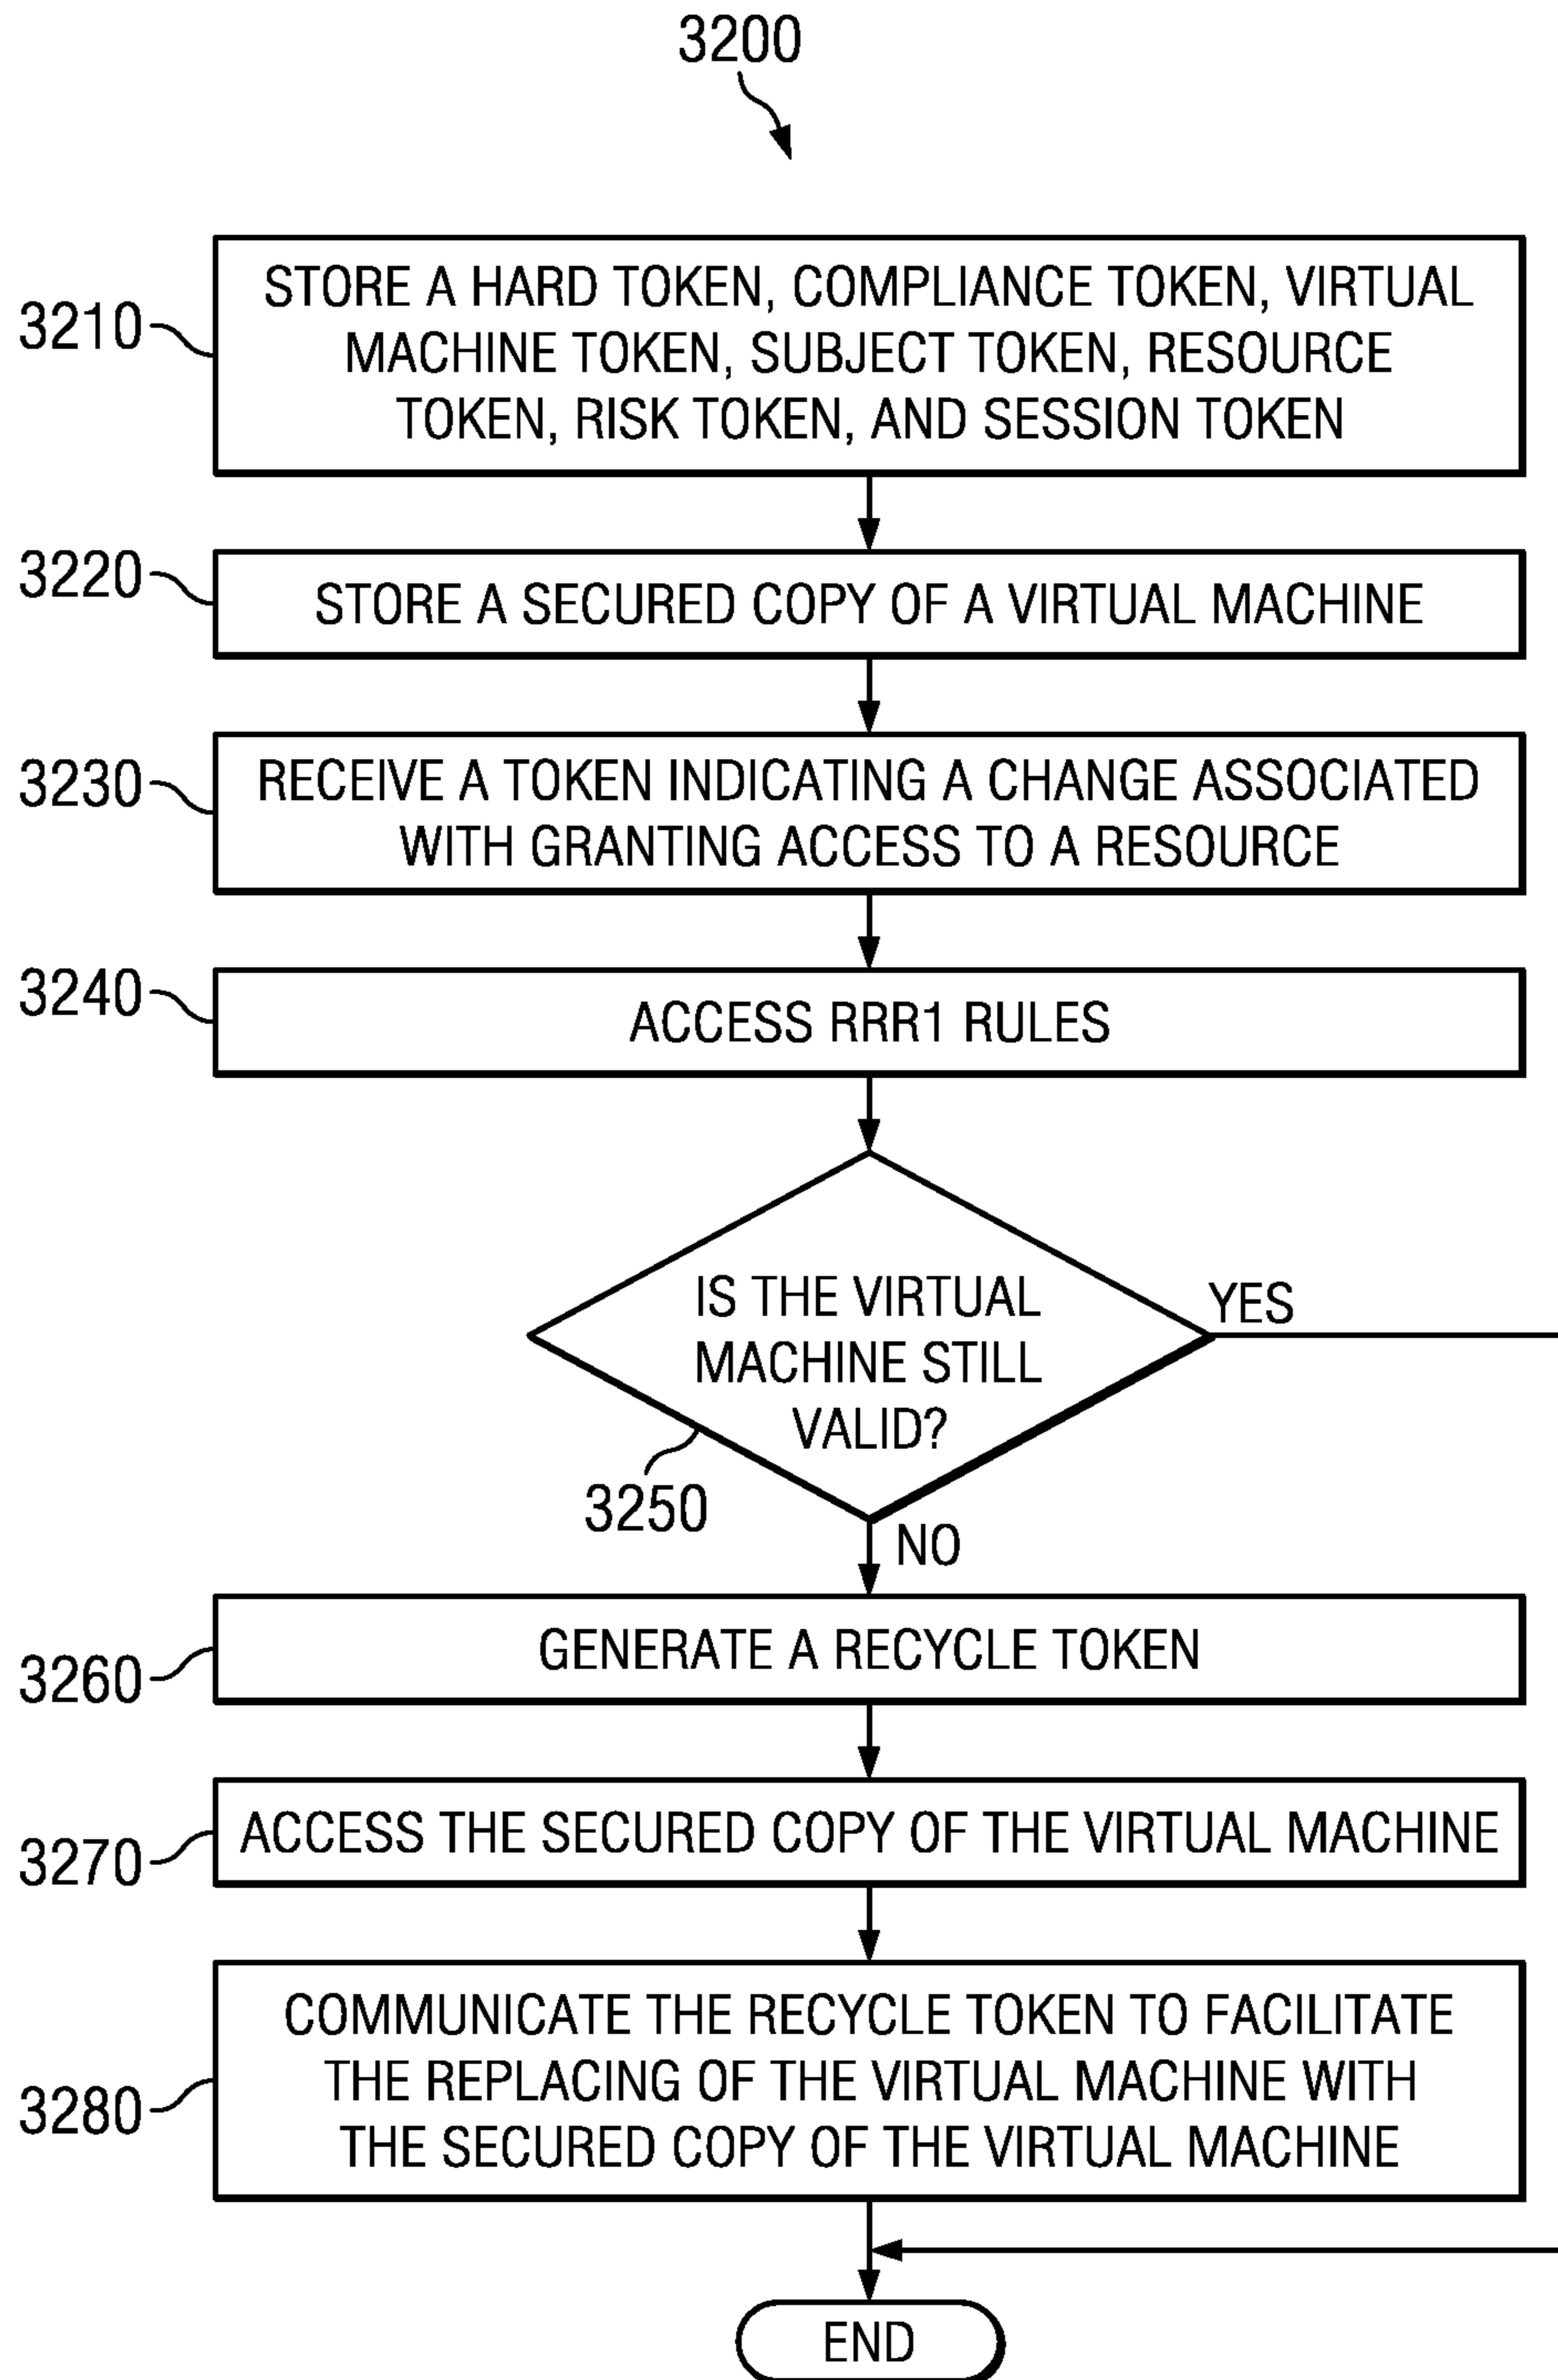 3200
3210
STORE A HARD TOKEN, COMPLIANCE TOKEN, VIRTUAL
MACHINE TOKEN, SUBJECT TOKEN, RESOURCE
TOKEN, RISK TOKEN, AND SESSION TOKEN
3220
STORE A SECURED COPY OF A VIRTUAL MACHINE
3230
RECEIVE A TOKEN INDICATING A CHANGE ASSOCIATED
WITH GRANTING ACCESS TO A RESOURCE
3240
ACCESS RRR1 RULES
IS THE VIRTUAL
MACHINE STILL
VALID?
YES
3250
NO
3260
GENERATE A RECYCLE TOKEN
3270
ACCESS THE SECURED COPY OF THE VIRTUAL MACHINE
3280
COMMUNICATE THE RECYCLE TOKEN TO FACILITATE
THE REPLACING OF THE VIRTUAL MACHINE WITH
THE SECURED COPY OF THE VIRTUAL MACHINE
END